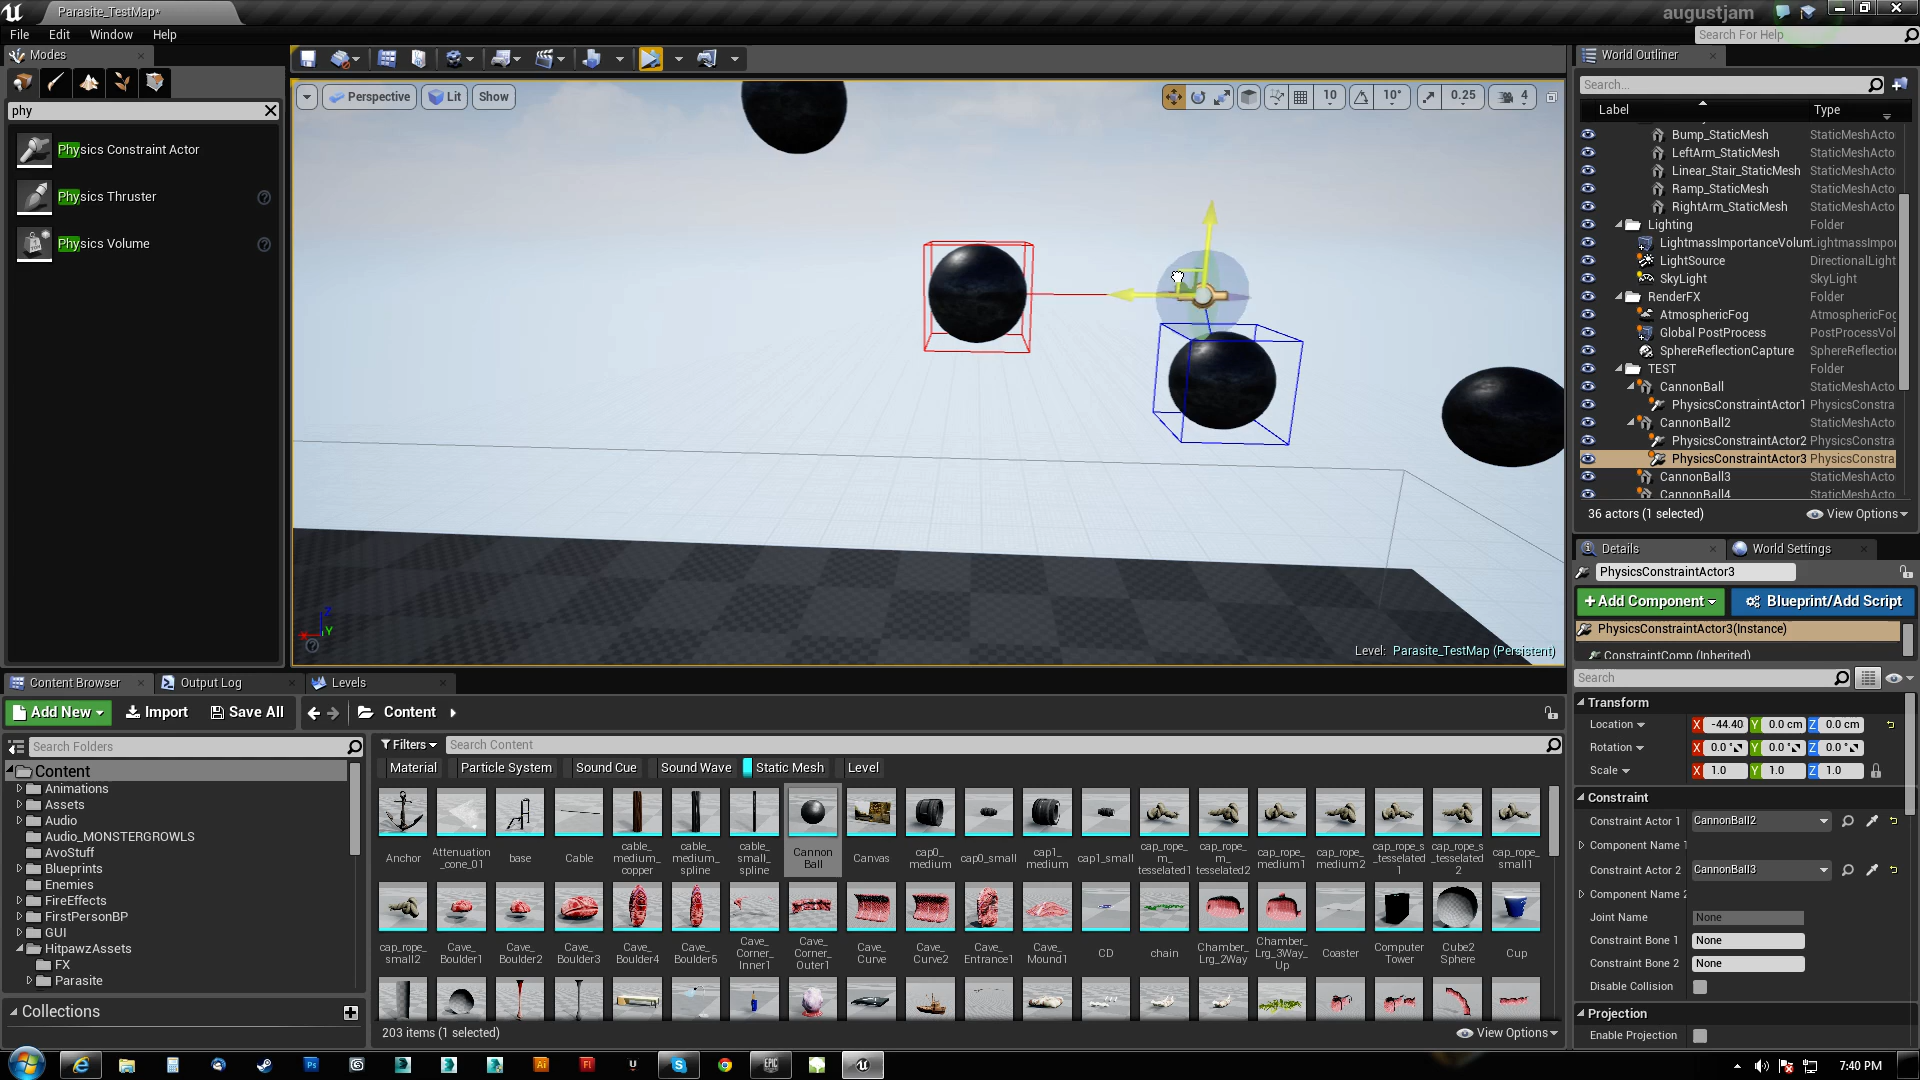 Parasite_TestMap*
augustjam
File
Edit
Window
Help
Search For Help
Modes
phy
Physics Constraint Actor
Physics Thruster
Physics Volume
Perspective
Lit
Show
10
10°
0.25
4
Level: Parasite_TestMap (Persistent)
World Outliner
Search...
Label
Type
Bump_StaticMesh StaticMeshActo
LeftArm_StaticMesh StaticMeshActo
Linear_Stair_StaticMesh StaticMeshActo
Ramp_StaticMesh StaticMeshActo
RightArm_StaticMesh StaticMeshActo
Lighting Folder
LightmassImportanceVolum LightmassImpor
LightSource DirectionalLight
SkyLight SkyLight
RenderFX Folder
AtmosphericFog AtmosphericFog
Global PostProcess PostProcessVol
SphereReflectionCapture SphereReflection
TEST Folder
CannonBall StaticMeshActo
PhysicsConstraintActor1 PhysicsConstra
CannonBall2 StaticMeshActo
PhysicsConstraintActor2 PhysicsConstra
PhysicsConstraintActor3 PhysicsConstra
CannonBall3 StaticMeshActo
CannonBall4 StaticMeshActo
36 actors (1 selected)
View Options
Details
World Settings
PhysicsConstraintActor3
+ Add Component
Blueprint/Add Script
PhysicsConstraintActor3(Instance)
ConstraintComp (Inherited)
Search
Transform
Location X -44.40 Y 0.0 cm Z 0.0 cm
Rotation X 0.0 ° Y 0.0 ° Z 0.0 °
Scale X 1.0 Y 1.0 Z 1.0
Constraint
Constraint Actor 1 CannonBall2
Component Name 1
Constraint Actor 2 CannonBall3
Component Name 2
Joint Name None
Constraint Bone 1 None
Constraint Bone 2 None
Disable Collision
Projection
Enable Projection
Content Browser
Output Log
Levels
Add New
Import
Save All
Content
Search Folders
Content
Animations
Assets
Audio
Audio_MONSTERGROWLS
AvoStuff
Blueprints
Enemies
FireEffects
FirstPersonBP
GUI
HitpawzAssets
FX
Parasite
Collections
Filters
Search Content
Material
Particle System
Sound Cue
Sound Wave
Static Mesh
Level
Anchor
Attenuation_
cone_01
base
Cable
cable_
medium_
copper
cable_
medium_
spline
cable_
small_
spline
Cannon
Ball
Canvas
cap0_
medium
cap0_small
cap1_
medium
cap1_small
cap_rope_
m_
tesselated1
cap_rope_
m_
tesselated2
cap_rope_
medium1
cap_rope_
medium2
cap_rope_s
_tesselated
1
cap_rope_s
_tesselated
2
cap_rope_
small1
cap_rope_
small2
Cave_
Boulder1
Cave_
Boulder2
Cave_
Boulder3
Cave_
Boulder4
Cave_
Boulder5
Cave_
Corner_
Inner1
Cave_
Corner_
Outer1
Cave_
Curve
Cave_
Curve2
Cave_
Entrance1
Cave_
Mound1
CD
chain
Chamber_
Lrg_2Way
Chamber_
Lrg_3Way_
Up
Coaster
Computer
Tower
Cube2
Sphere
Cup
203 items (1 selected)
View Options
7:40 PM